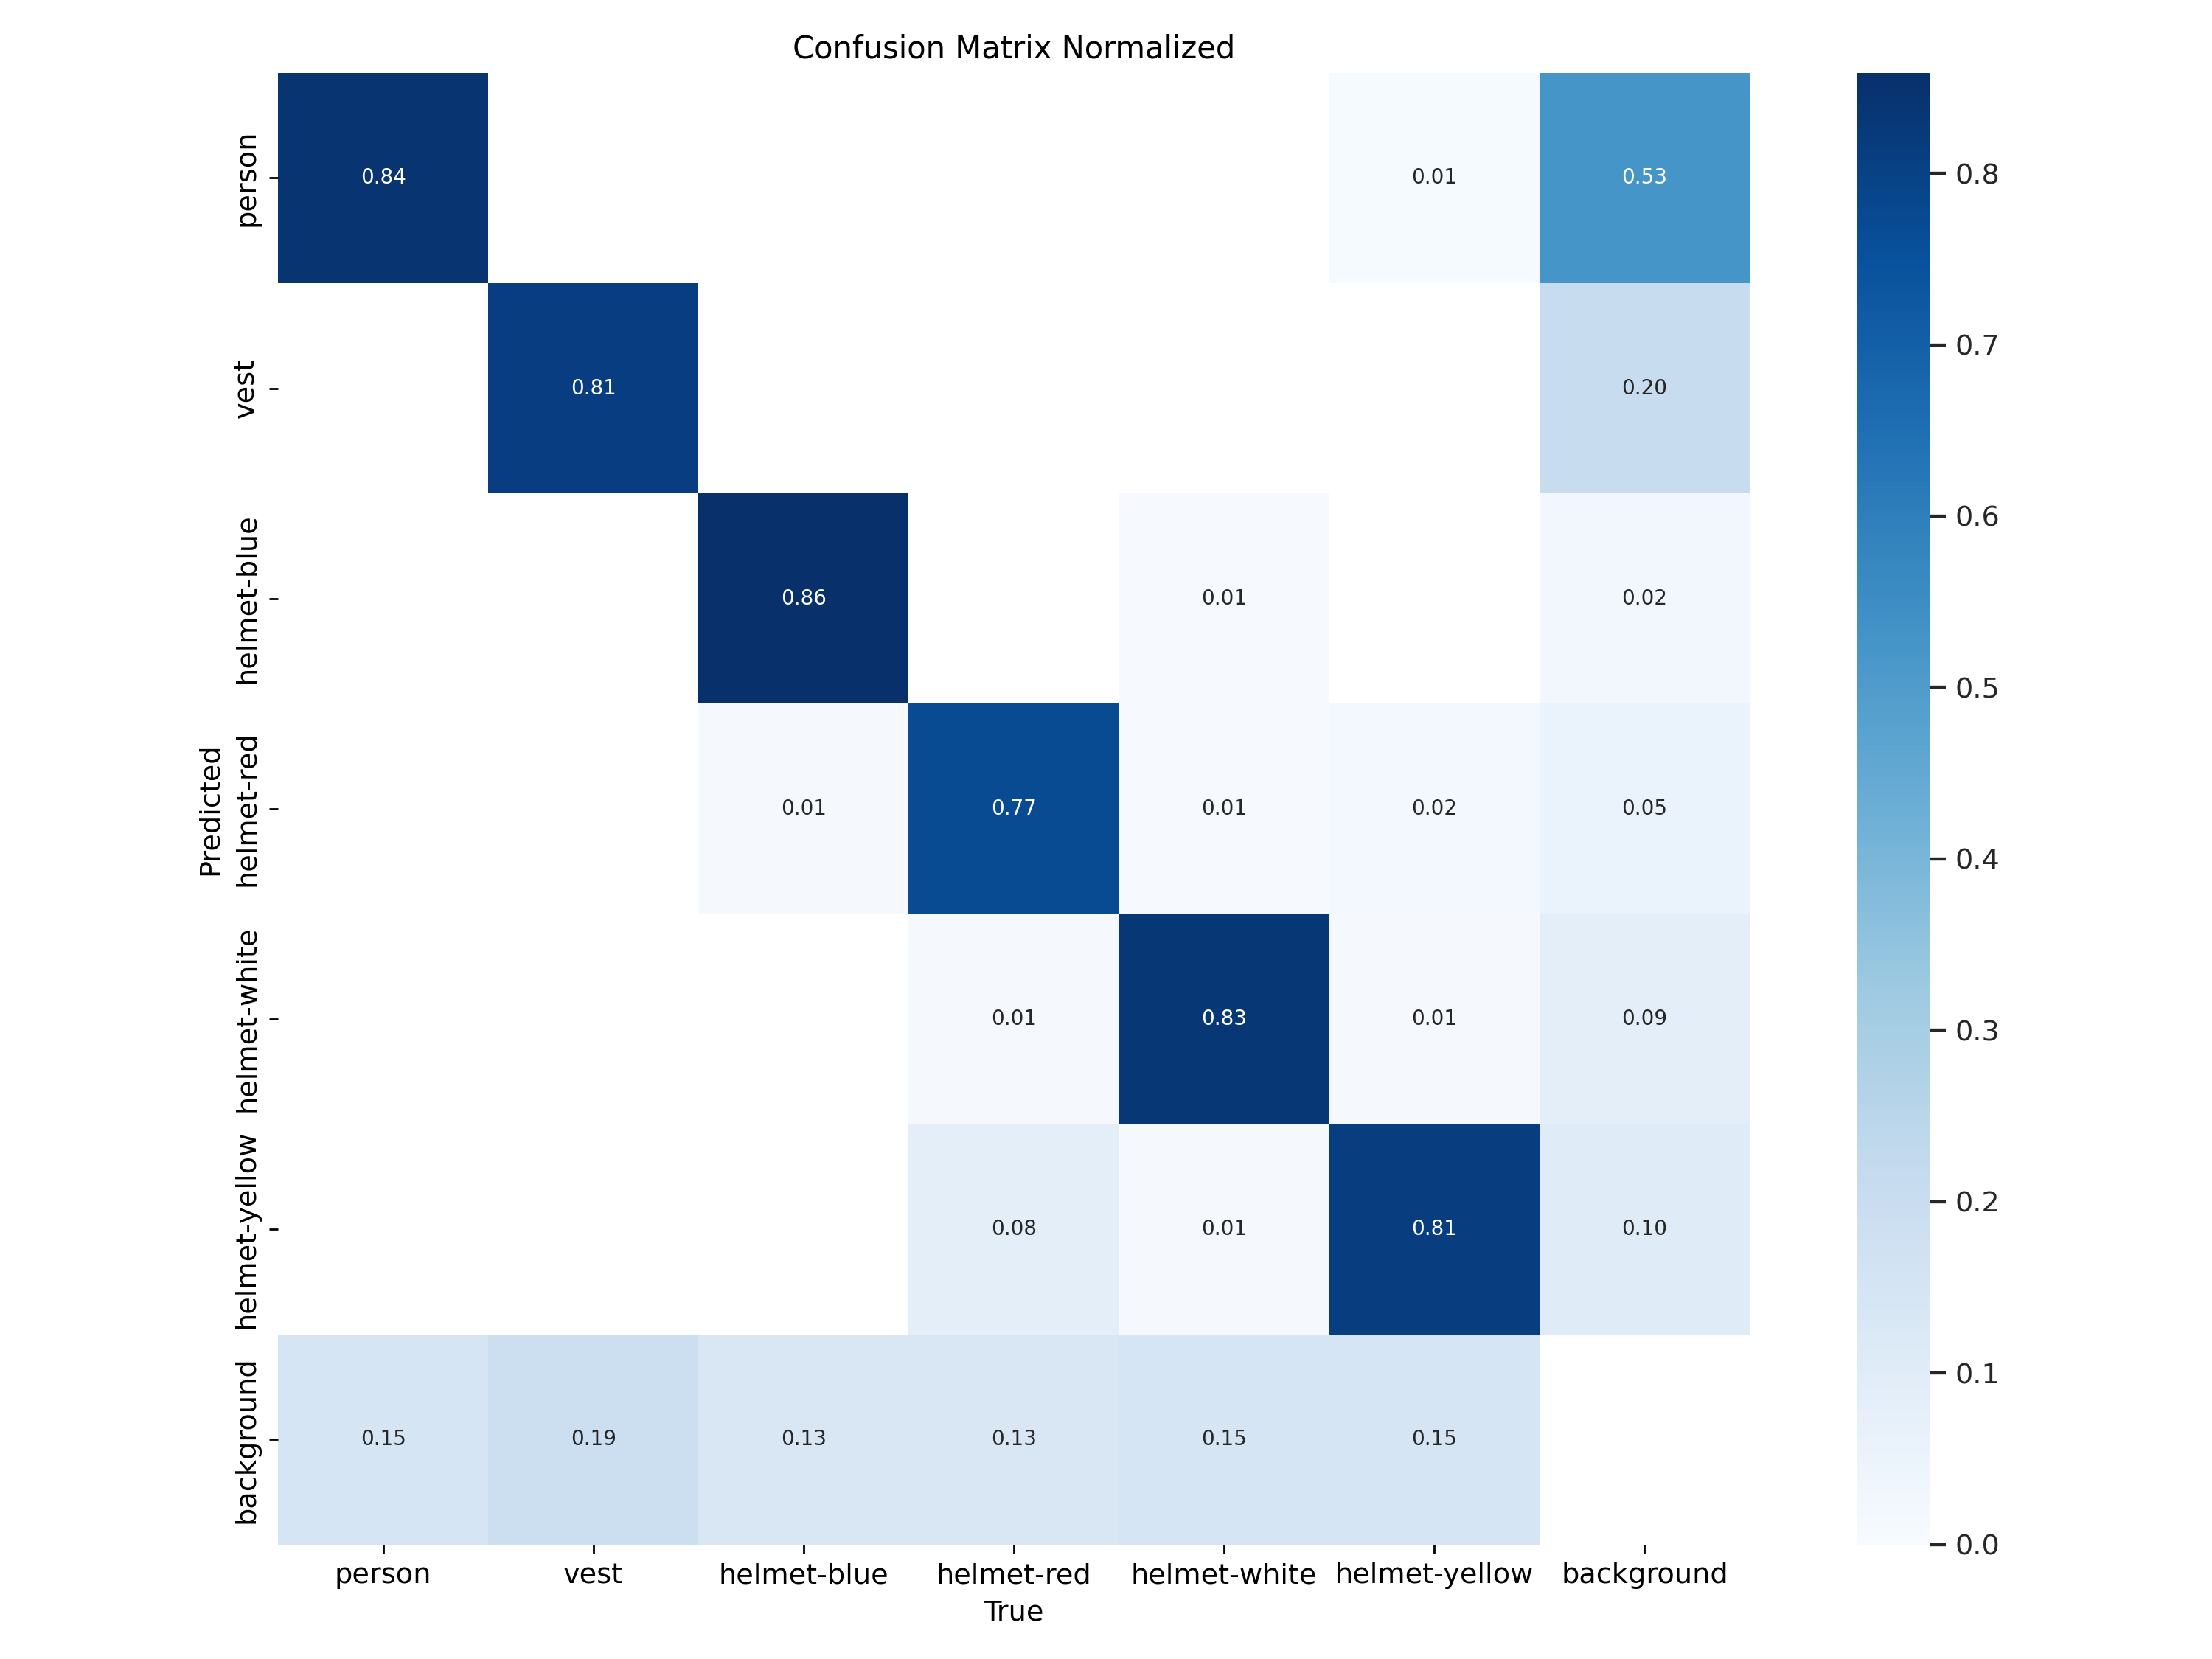 Confusion Matrix Normalized
person
0.84
0.01
0.53
vest
0.81
0.20
helmet-blue
0.86
0.01
0.02
Predicted
helmet-red
0.01
0.77
0.01
0.02
0.05
helmet-white
0.01
0.83
0.01
0.09
helmet-yellow
0.08
0.01
0.81
0.10
background
0.15
0.19
0.13
0.13
0.15
0.15
person
vest
helmet-blue
helmet-red
helmet-white
helmet-yellow
background
True
0.8
0.7
0.6
0.5
0.4
0.3
0.2
0.1
0.0